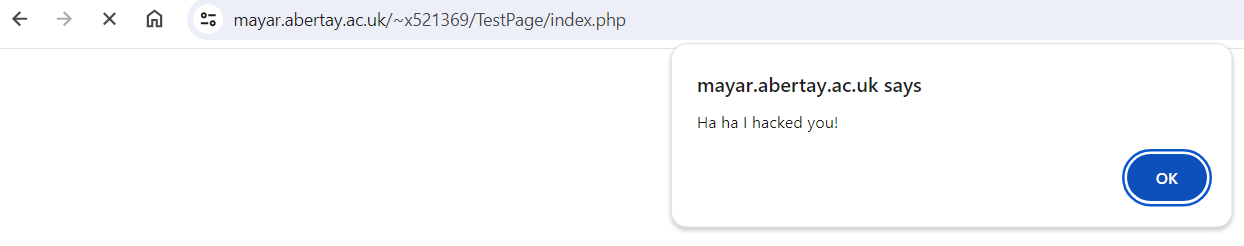 mayar.abertay.ac.uk/~x521369/TestPage/index.php
mayar.abertay.ac.uk says
Ha ha I hacked you!
OK